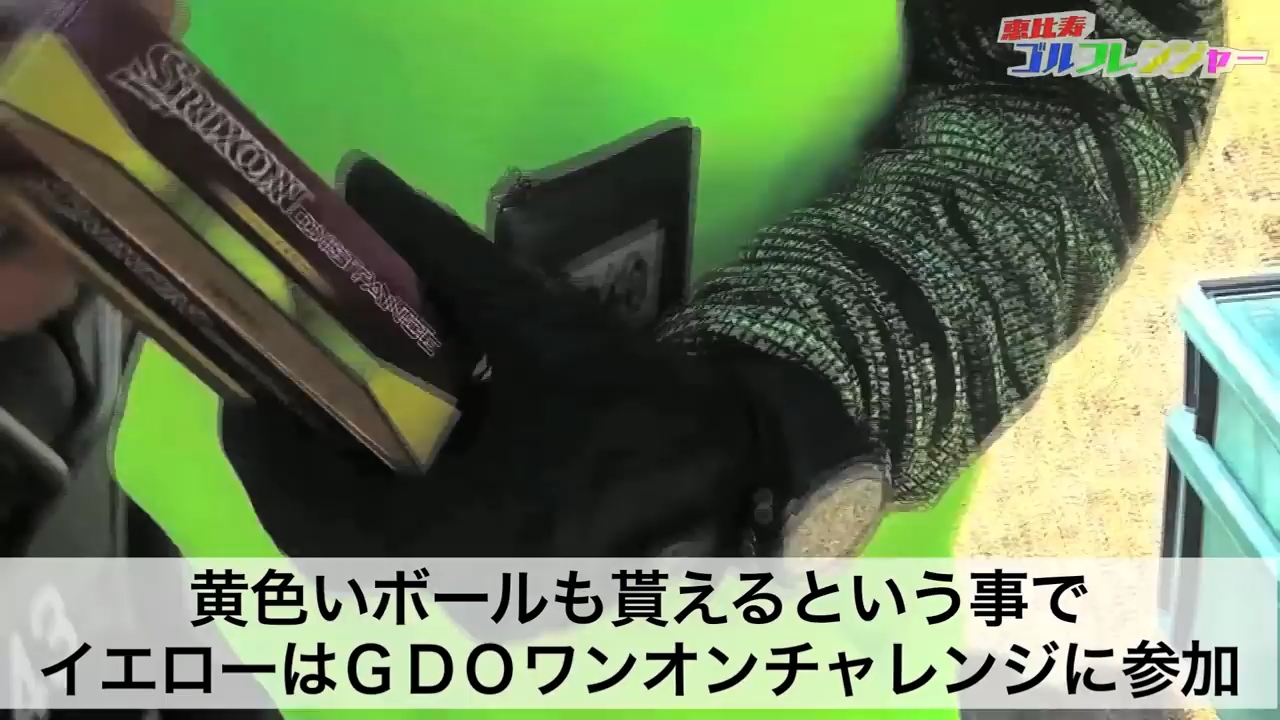 恵比寿
ゴルフレンジャー
SRIXON
DISTANCE
黄色いボールも貰えるという事で
イエローはGDOワンオンチャレンジに参加